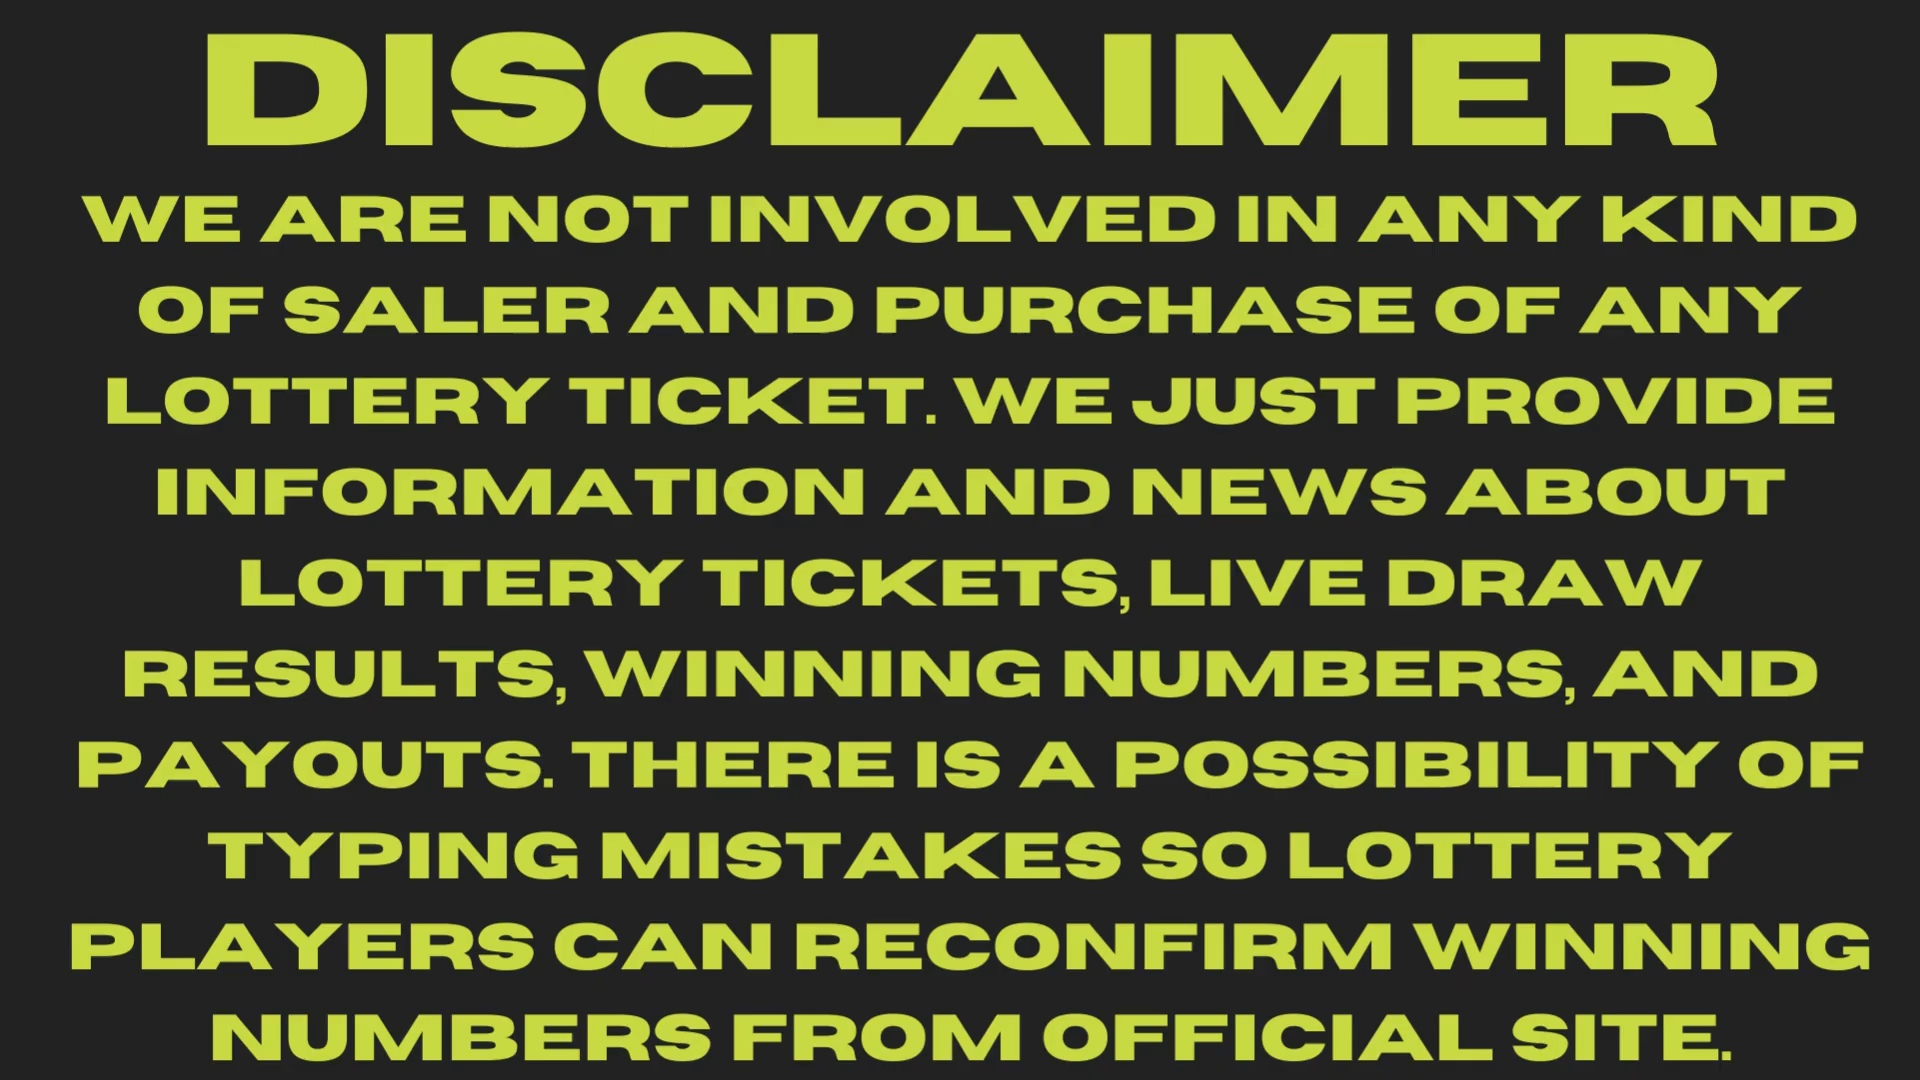 DISCLAIMER
WE ARE NOT INVOLVED IN ANY KIND
OF SALER AND PURCHASE OF ANY
LOTTERY TICKET. WE JUST PROVIDE
INFORMATION AND NEWS ABOUT
LOTTERY TICKETS, LIVE DRAW
RESULTS, WINNING NUMBERS, AND
PAYOUTS. THERE IS A POSSIBILITY OF
TYPING MISTAKES SO LOTTERY
PLAYERS CAN RECONFIRM WINNING
NUMBERS FROM OFFICIAL SITE.